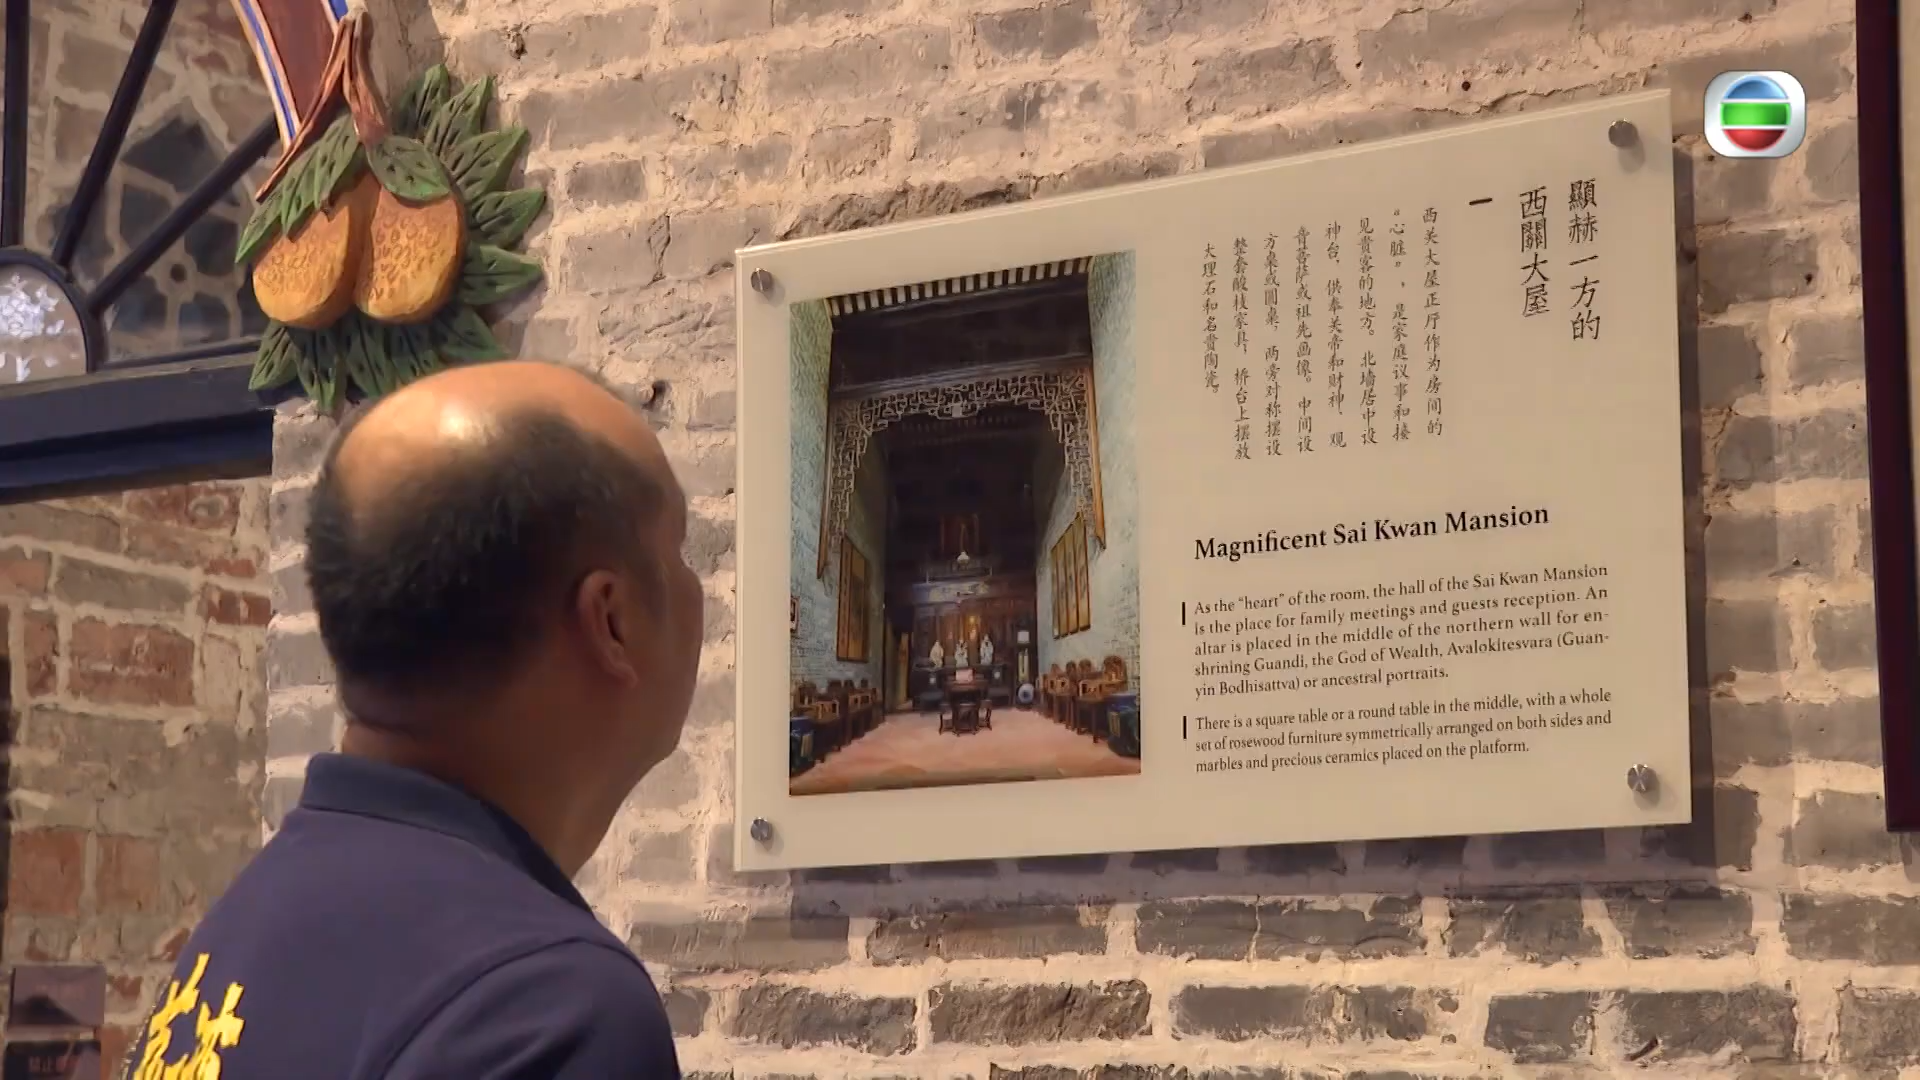 顯赫一方的
西關大屋
西关大屋正厅作为房间的
“心脏”，是家庭议事和接
见贵客的地方。北墙居中设
神台，供奉关帝和财神、观
音菩萨或祖先画像。中间设
方桌或圆桌，两旁对称摆设
整套酸枝家具，桥台上摆放
大理石和名贵陶瓷。
Magnificent Sai Kwan Mansion
As the “heart” of the room, the hall of the Sai Kwan Mansion
is the place for family meetings and guests reception. An
altar is placed in the middle of the northern wall for en-
shrining Guandi, the God of Wealth, Avalokitesvara (Guan-
yin Bodhisattva) or ancestral portraits.
There is a square table or a round table in the middle, with a whole
set of rosewood furniture symmetrically arranged on both sides and
marbles and precious ceramics placed on the platform.